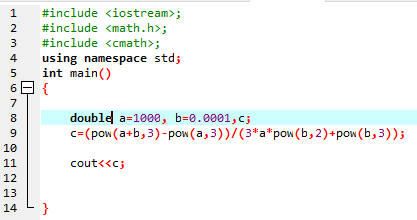 1 #include <iostream>;
2 #include <math.h>;
3 #include <cmath>;
4 using namespace std;
5 int main()
6 {
7
8 double a=1000, b=0.0001,c;
9 c=(pow(a+b,3)-pow(a,3))/(3*a*pow(b,2)+pow(b,3));
10
11 cout<<c;
12
13
14 }